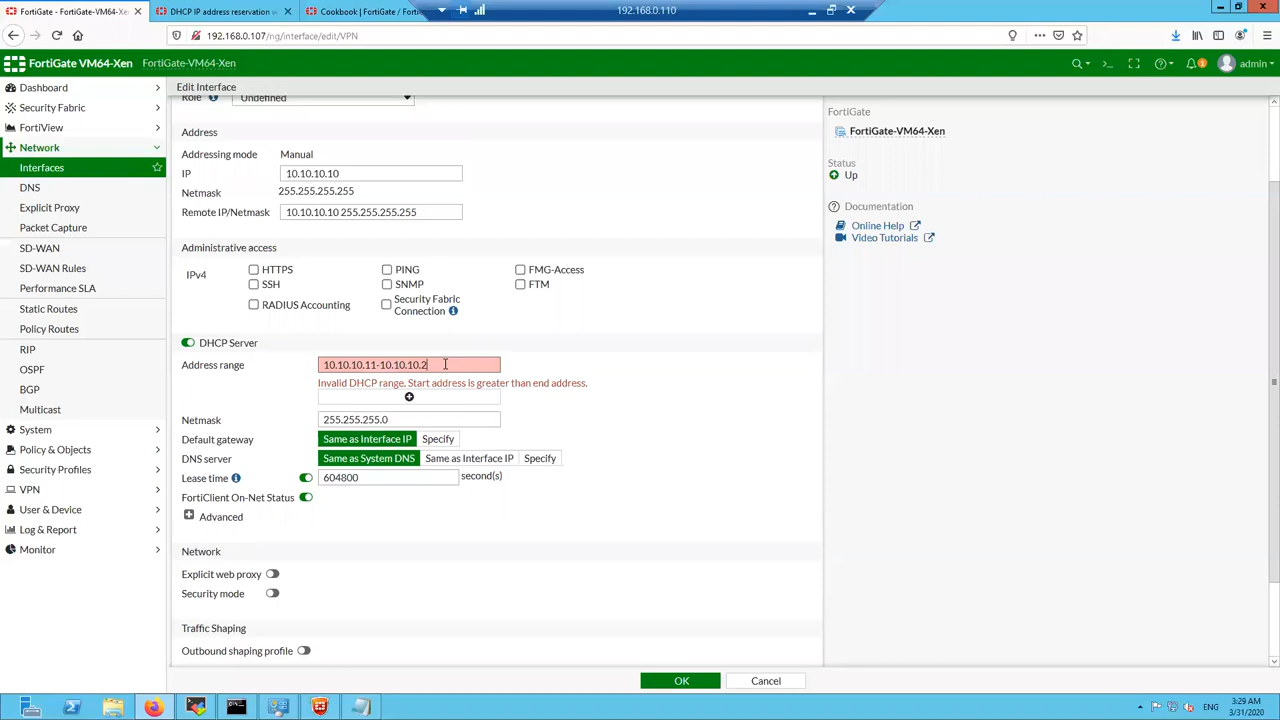 FortiGate - FortiGate-VM64-Xen
DHCP IP address reservation w
Cookbook | FortiGate / Forti
192.168.0.110
192.168.0.107/ng/interface/edit/VPN
FortiGate VM64-Xen
FortiGate-VM64-Xen
1
admin
Dashboard
Security Fabric
FortiView
Network
Interfaces
DNS
Explicit Proxy
Packet Capture
SD-WAN
SD-WAN Rules
Performance SLA
Static Routes
Policy Routes
RIP
OSPF
BGP
Multicast
System
Policy & Objects
Security Profiles
VPN
User & Device
Log & Report
Monitor
Edit Interface
Role Undefined
Address
Addressing mode Manual
IP 10.10.10.10
Netmask 255.255.255.255
Remote IP/Netmask 10.10.10.10 255.255.255.255
Administrative access
IPv4 HTTPS PING FMG-Access
SSH SNMP FTM
RADIUS Accounting Security Fabric Connection
DHCP Server
Address range 10.10.10.11-10.10.10.2
Invalid DHCP range. Start address is greater than end address.
Netmask 255.255.255.0
Default gateway Same as Interface IP Specify
DNS server Same as System DNS Same as Interface IP Specify
Lease time 604800 second(s)
FortiClient On-Net Status
Advanced
Network
Explicit web proxy
Security mode
Traffic Shaping
Outbound shaping profile
OK Cancel
FortiGate
FortiGate-VM64-Xen
Status
Up
Documentation
Online Help
Video Tutorials
ENG
3:29 AM
3/31/2020